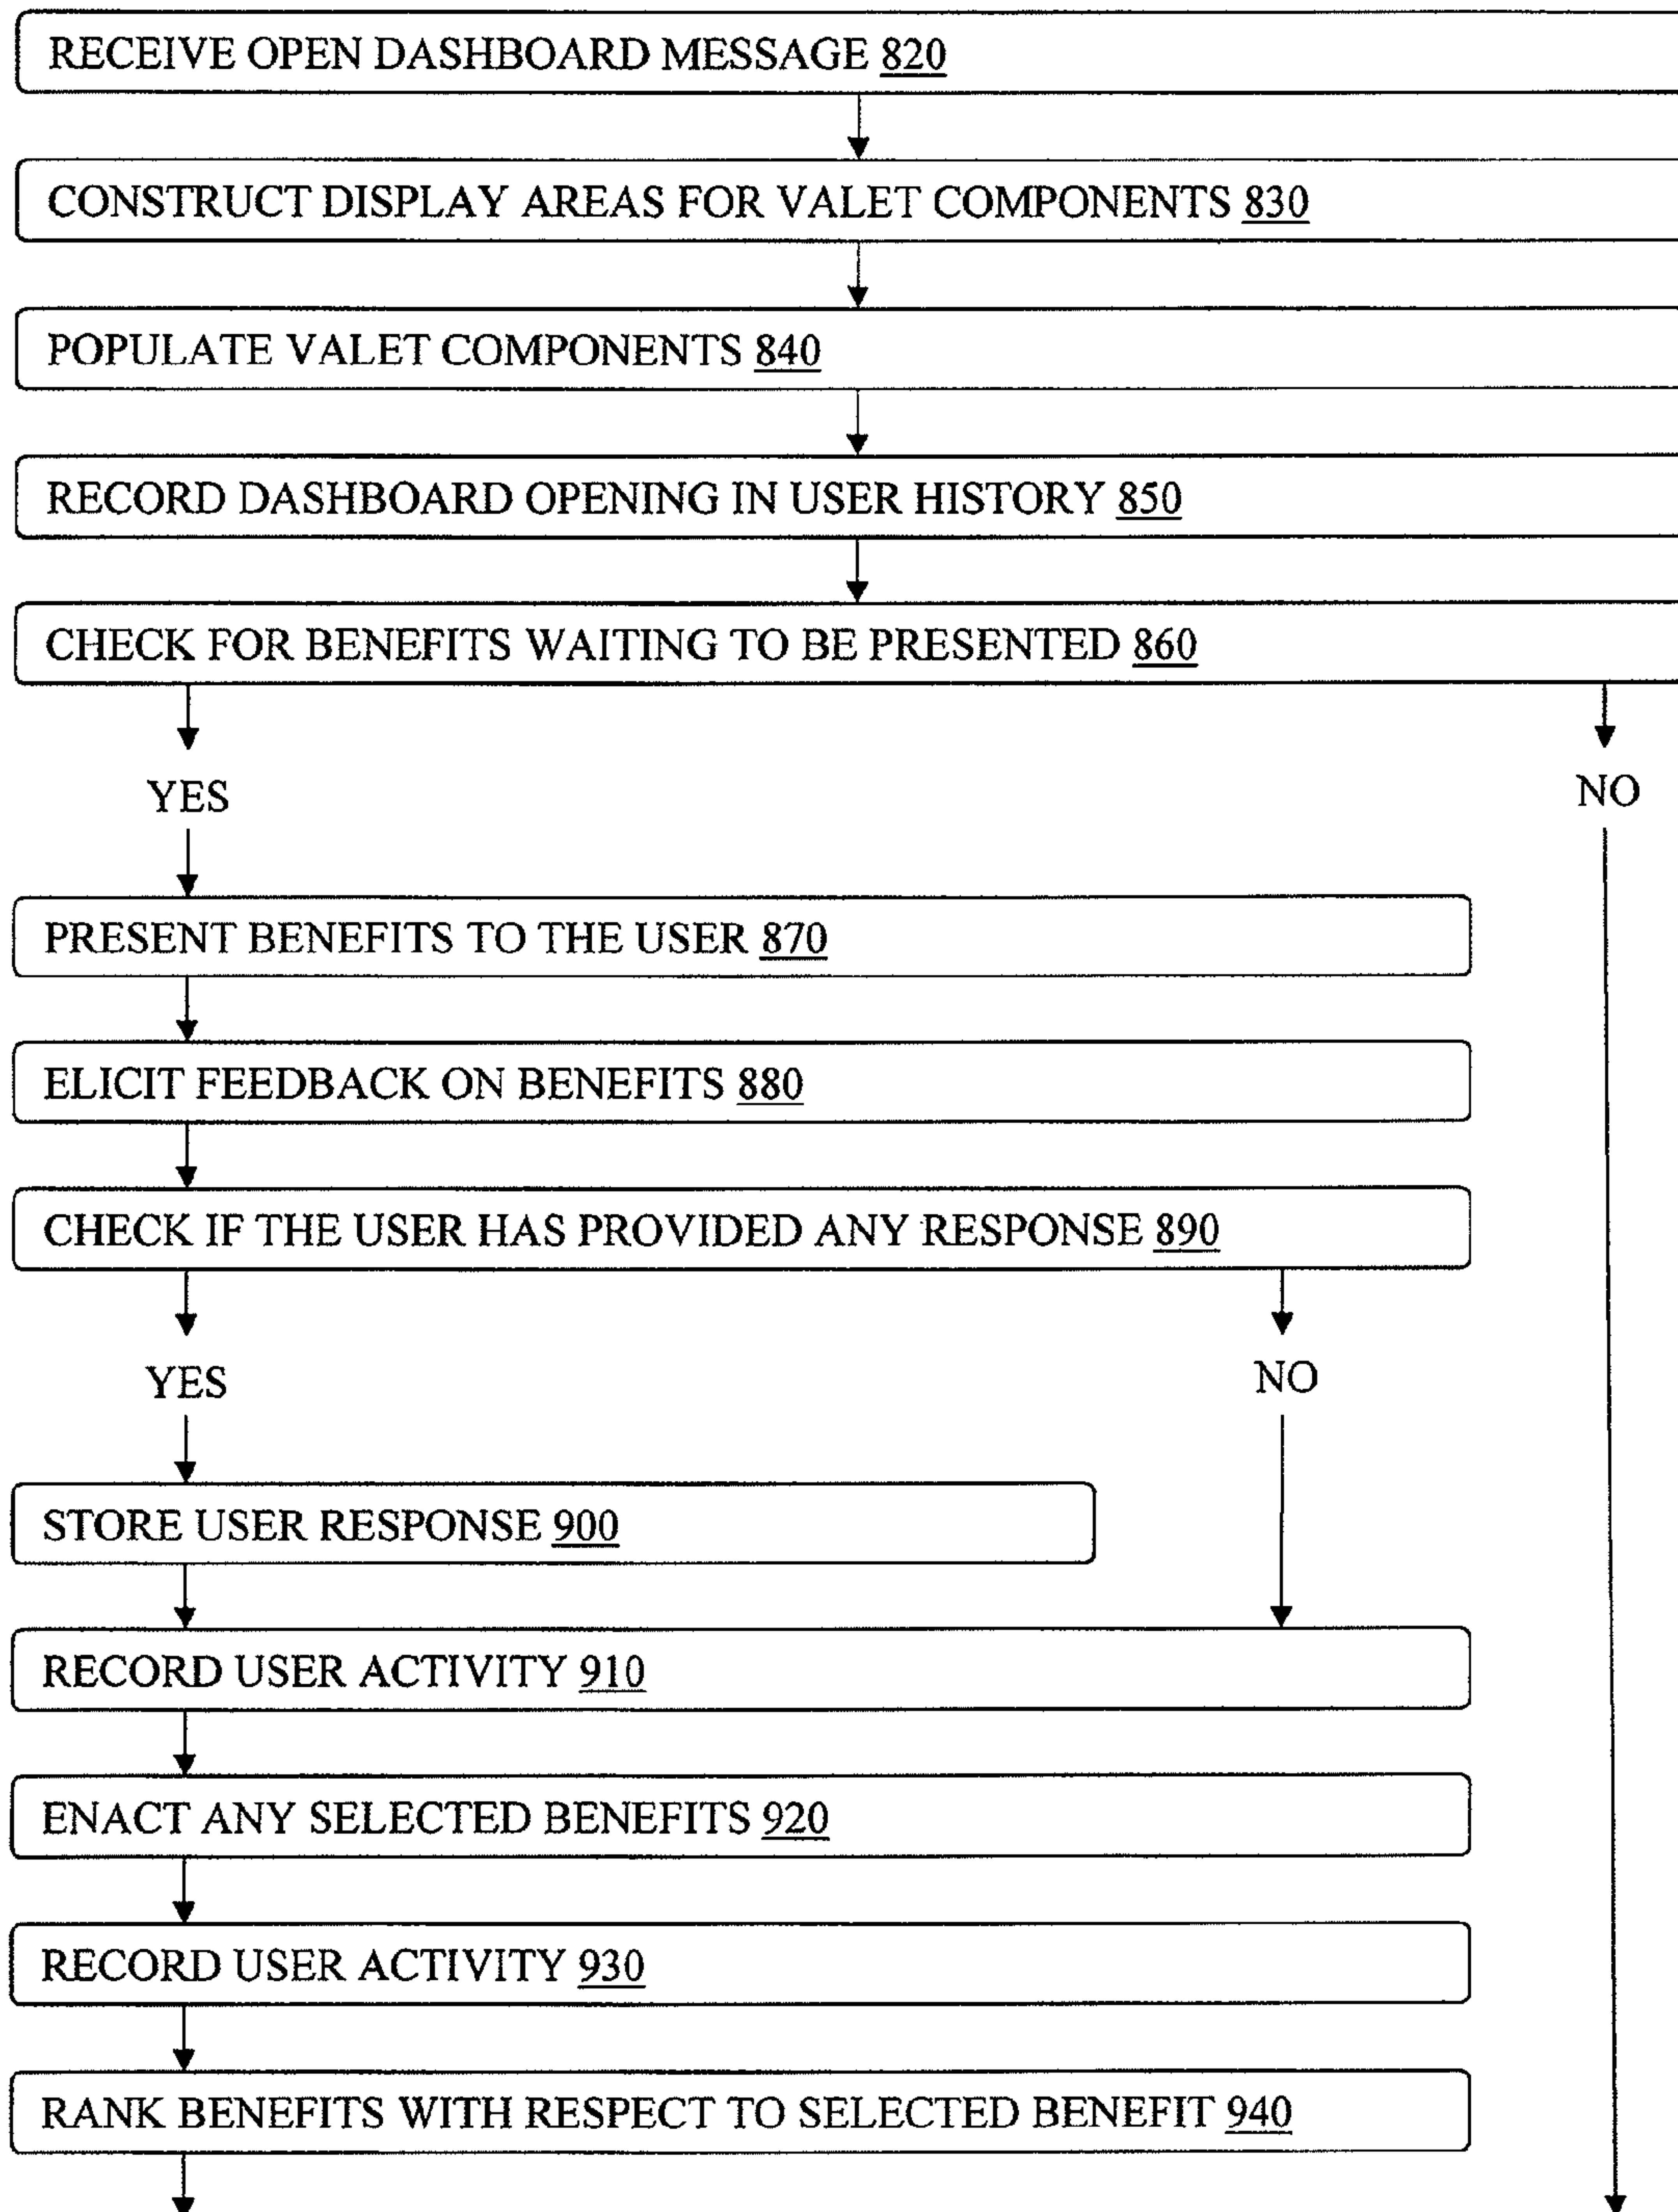 RECEIVE OPEN DASHBOARD MESSAGE 820
CONSTRUCT DISPLAY AREAS FOR VALET COMPONENTS 830
POPULATE VALET COMPONENTS 840
RECORD DASHBOARD OPENING IN USER HISTORY 850
CHECK FOR BENEFITS WAITING TO BE PRESENTED 860
YES
NO
PRESENT BENEFITS TO THE USER 870
ELICIT FEEDBACK ON BENEFITS 880
CHECK IF THE USER HAS PROVIDED ANY RESPONSE 890
YES
NO
STORE USER RESPONSE 900
RECORD USER ACTIVITY 910
ENACT ANY SELECTED BENEFITS 920
RECORD USER ACTIVITY 930
RANK BENEFITS WITH RESPECT TO SELECTED BENEFIT 940